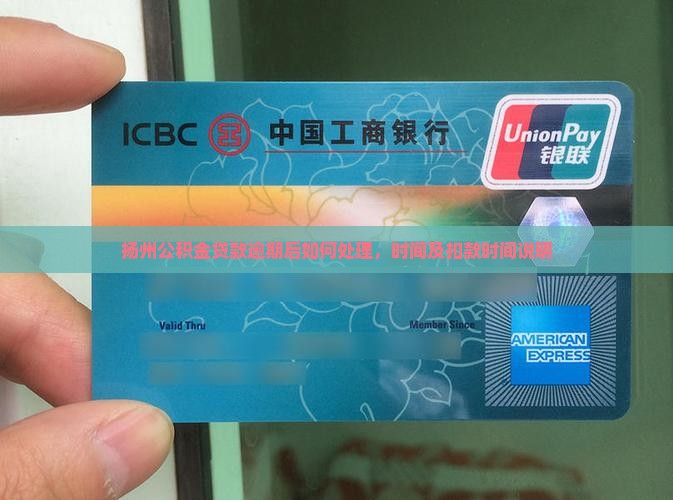 ICBC 中国工商银行
UnionPay
银联
扬州公积金贷款逾期后如何处理，时间及扣款时间说明
Valid Thru
Member Since
AMERICAN
EXPRESS